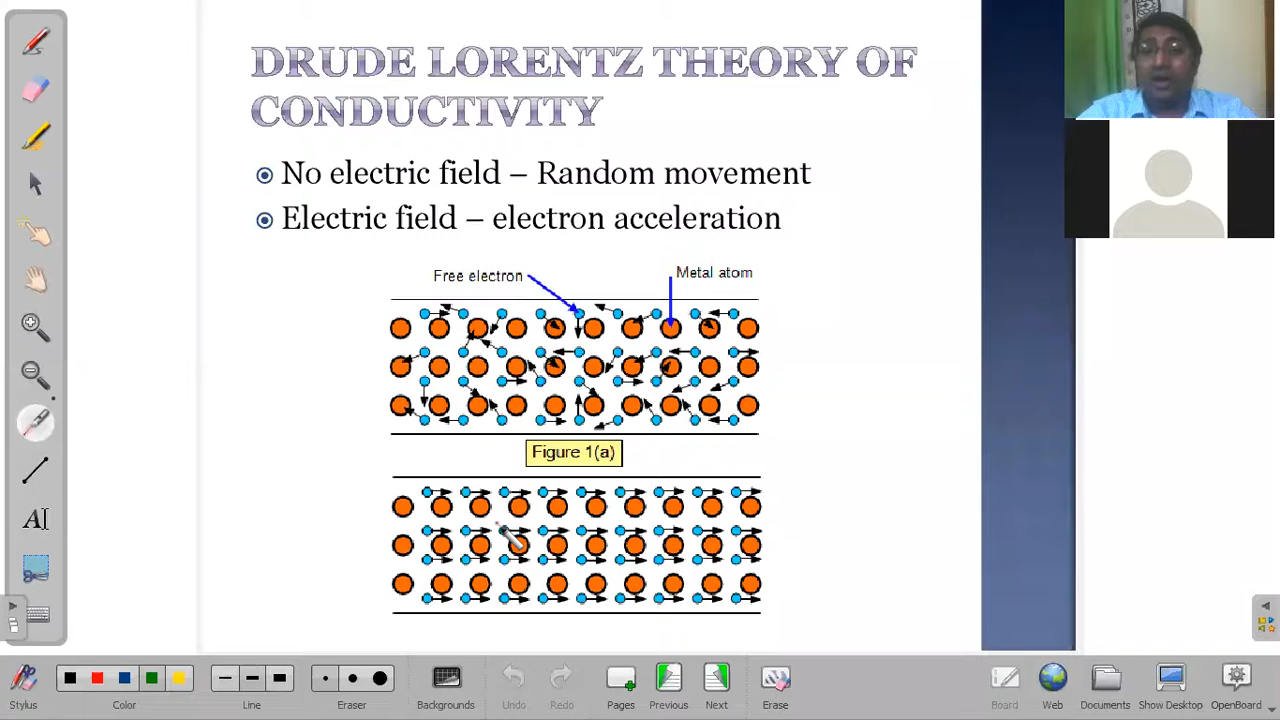 DRUDE LORENTZ THEORY OF
CONDUCTIVITY
No electric field – Random movement
Electric field – electron acceleration
Free electron
Metal atom
Figure 1(a)
Stylus
Color
Line
Eraser
Backgrounds
Undo
Redo
Pages
Previous
Next
Erase
Board
Web
Documents
Show Desktop
OpenBoard